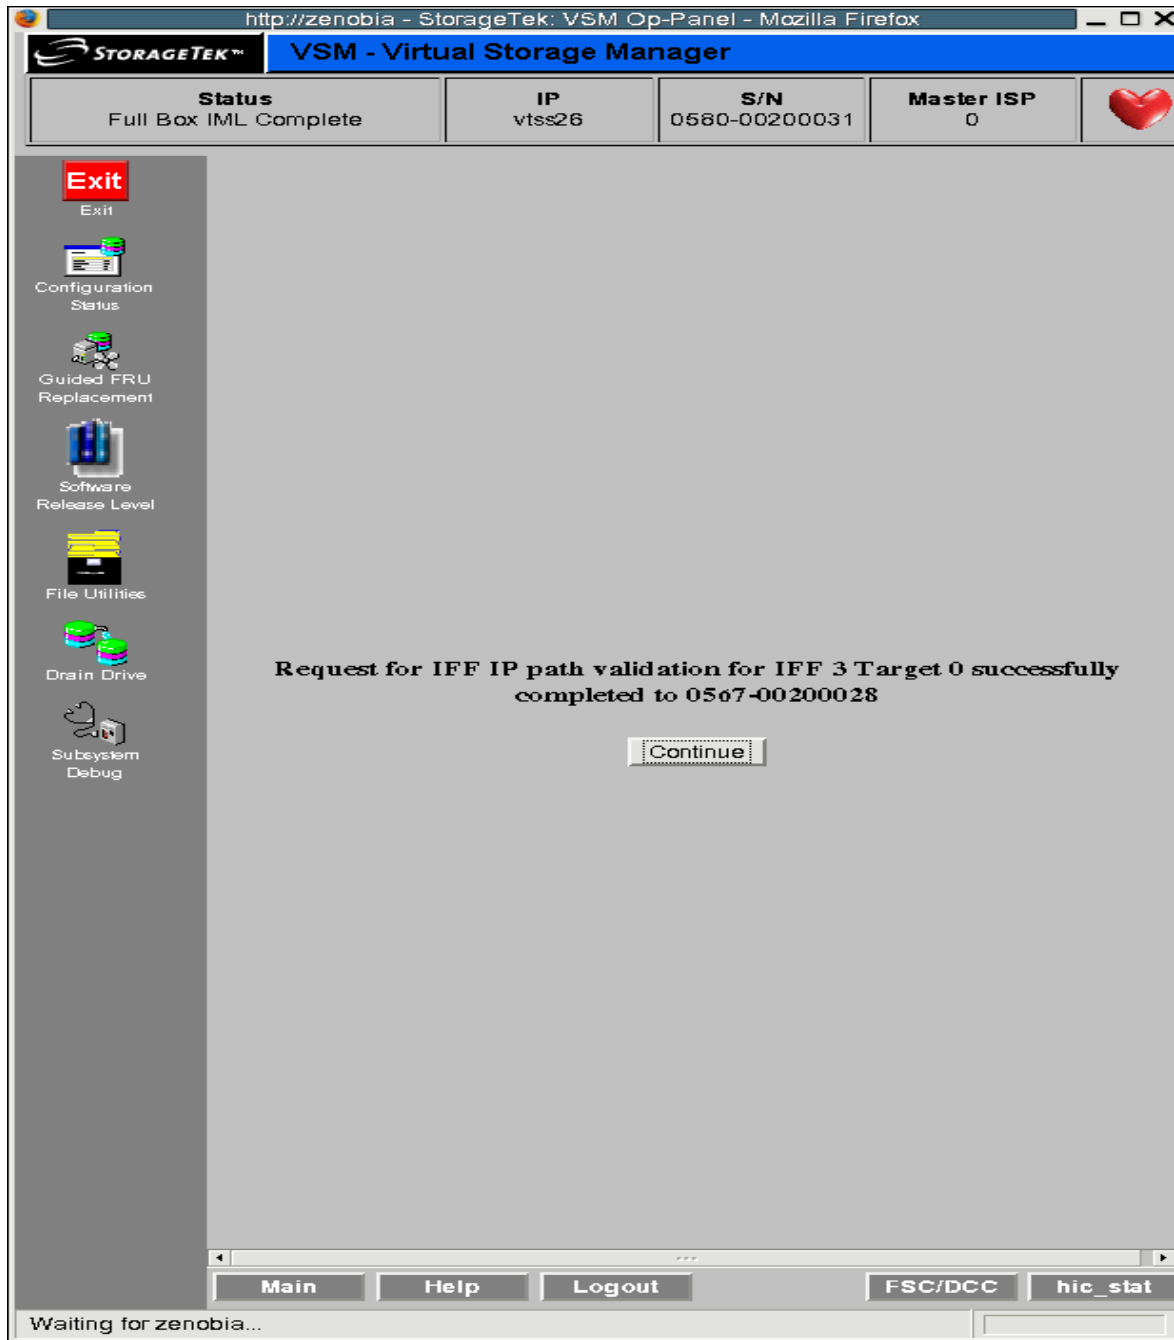 http://zenobia - StorageTek: VSM Op-Panel - Mozilla Firefox
STORAGETEK™
VSM - Virtual Storage Manager
Status
Full Box IML Complete
IP
vtss26
S/N
0580-00200031
Master ISP
0
Exit
Exit
Configuration
Status
Guided FRU
Replacement
Software
Release Level
File Utilities
Drain Drive
Subsystem
Debug
Request for IFF IP path validation for IFF 3 Target 0 successfully
completed to 0567-00200028
Continue
Main
Help
Logout
FSC/DCC
hic_stat
Waiting for zenobia...